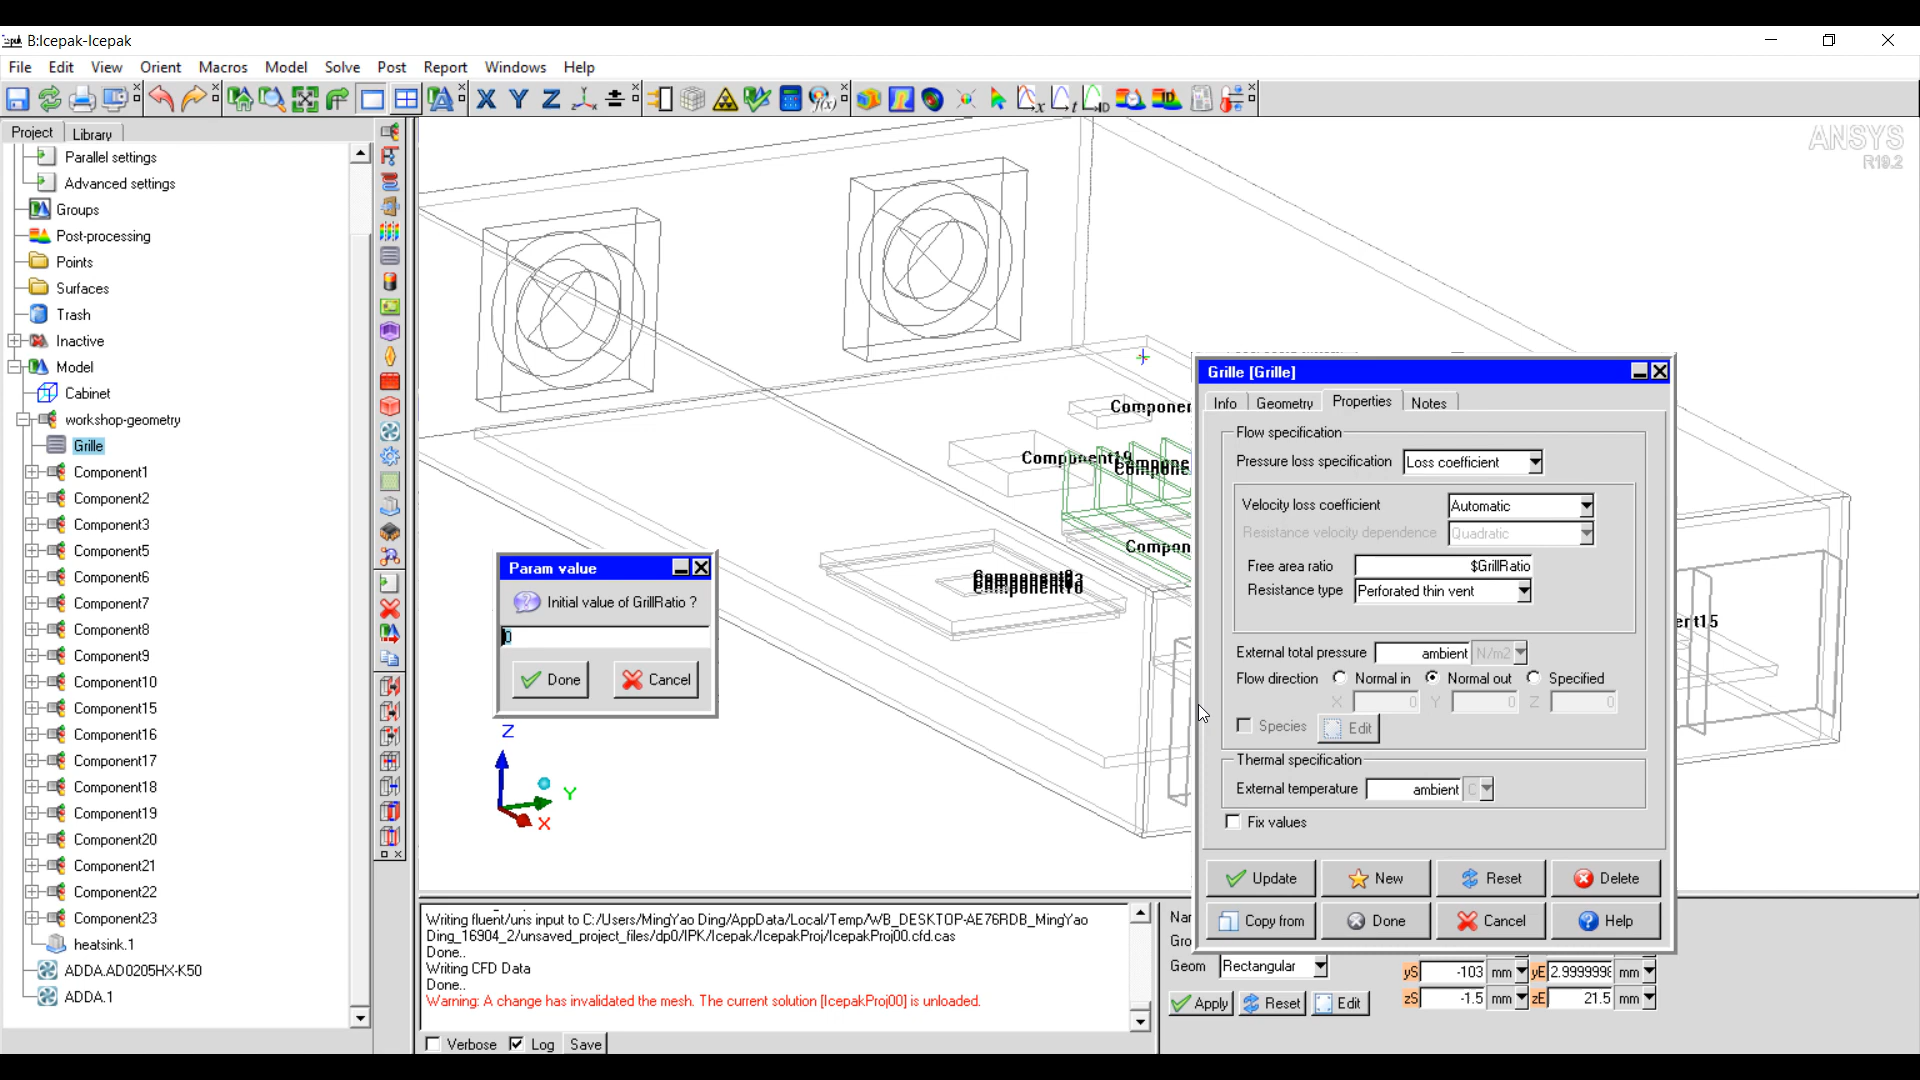 B:Icepak-Icepak
File Edit View Orient Macros Model Solve Post Report Windows Help
X Y Z
Project Library
Parallel settings
Advanced settings
Groups
Post-processing
Points
Surfaces
Trash
Inactive
Model
Cabinet
workshop-geometry
Grille
Component1
Component2
Component3
Component5
Component6
Component7
Component8
Component9
Component10
Component15
Component16
Component17
Component18
Component19
Component20
Component21
Component22
Component23
heatsink.1
ADDA.AD0205HX-K50
ADDA.1
ANSYS
R19.2
Componen
Component19
Compon
ent15
Z
Y
X
Param value
Initial value of GrillRatio ?
0
Done Cancel
Grille [Grille]
Info Geometry Properties Notes
Flow specification
Pressure loss specification Loss coefficient
Velocity loss coefficient Automatic
Resistance velocity dependence Quadratic
Free area ratio $GrillRatio
Resistance type Perforated thin vent
External total pressure ambient N/m2
Flow direction Normal in Normal out Specified
X 0 Y 0 Z 0
Species Edit
Thermal specification
External temperature ambient C
Fix values
Update New Reset Delete
Copy from Done Cancel Help
Writing fluent/uns input to C:/Users/MingYao Ding/AppData/Local/Temp/WB_DESKTOP-AE76RDB_MingYao
Ding_16904_2/unsaved_project_files/dp0/IPK/Icepak/IcepakProj/IcepakProj00.cfd.cas
Done..
Writing CFD Data
Done..
Warning: A change has invalidated the mesh. The current solution [IcepakProj00] is unloaded.
Verbose Log Save
Nar
Gro
Geom Rectangular
Apply Reset Edit
yS -103 mm yE 2.9999998 mm
zS -1.5 mm zE 21.5 mm